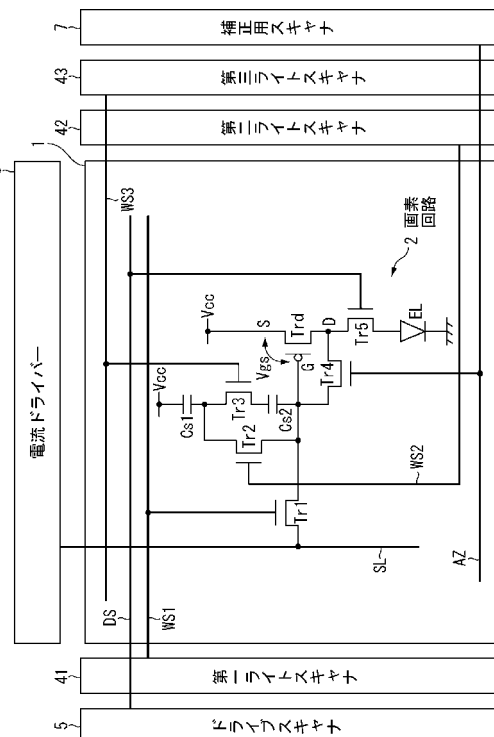 電流ドライバー
7
補正用スキャナ
43
第三ライトスキャナ
42
第二ライトスキャナ
1
WS3
2
画素
回路
Vcc
S
Trd
D
Tr5
EL
Vgs
G
Tr4
Vcc
Cs1
Tr3
Cs2
Tr2
Tr1
WS2
SL
AZ
DS
WS1
41
第一ライトスキャナ
5
ドライブスキャナ